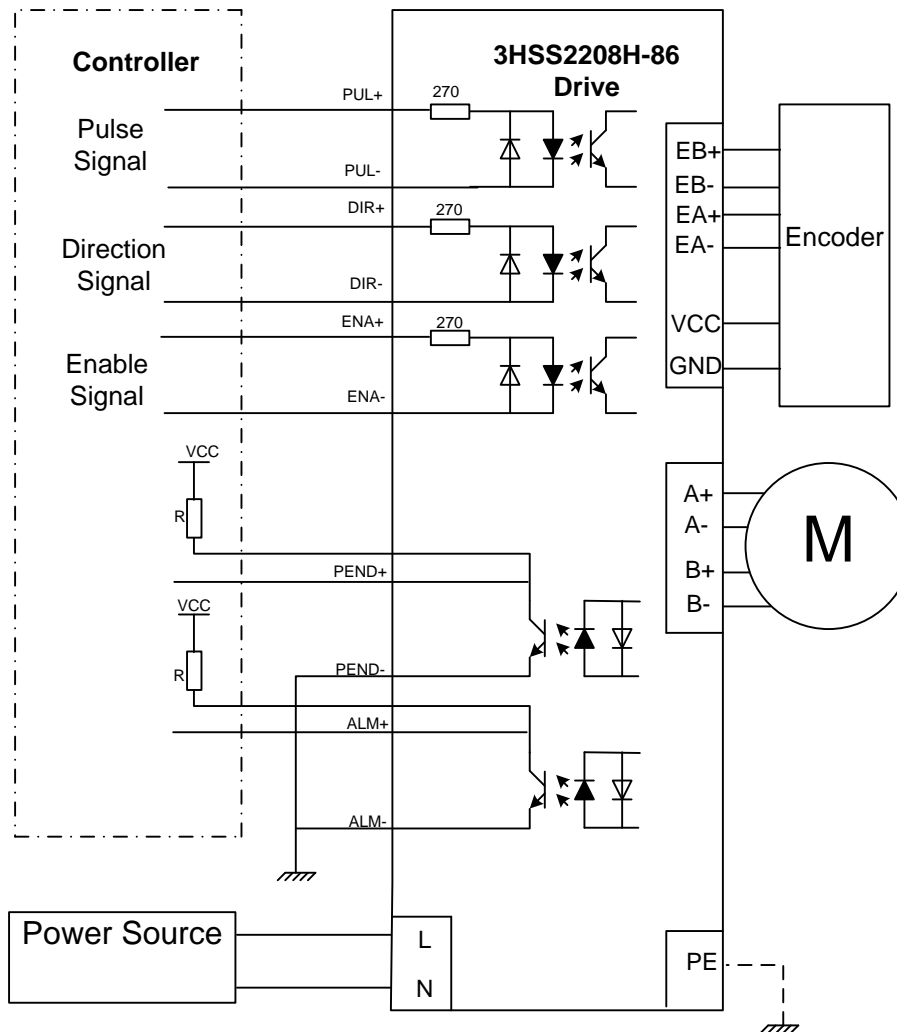 Controller
3HSS2208H-86
Drive
PUL+
270
Pulse
Signal
PUL-
DIR+
270
Direction
Signal
DIR-
ENA+
270
Enable
Signal
ENA-
EB+
EB-
EA+
EA-
VCC
GND
Encoder
VCC
R
PEND+
A+
A-
B+
B-
M
VCC
R
PEND-
ALM+
ALM-
Power Source
L
N
PE